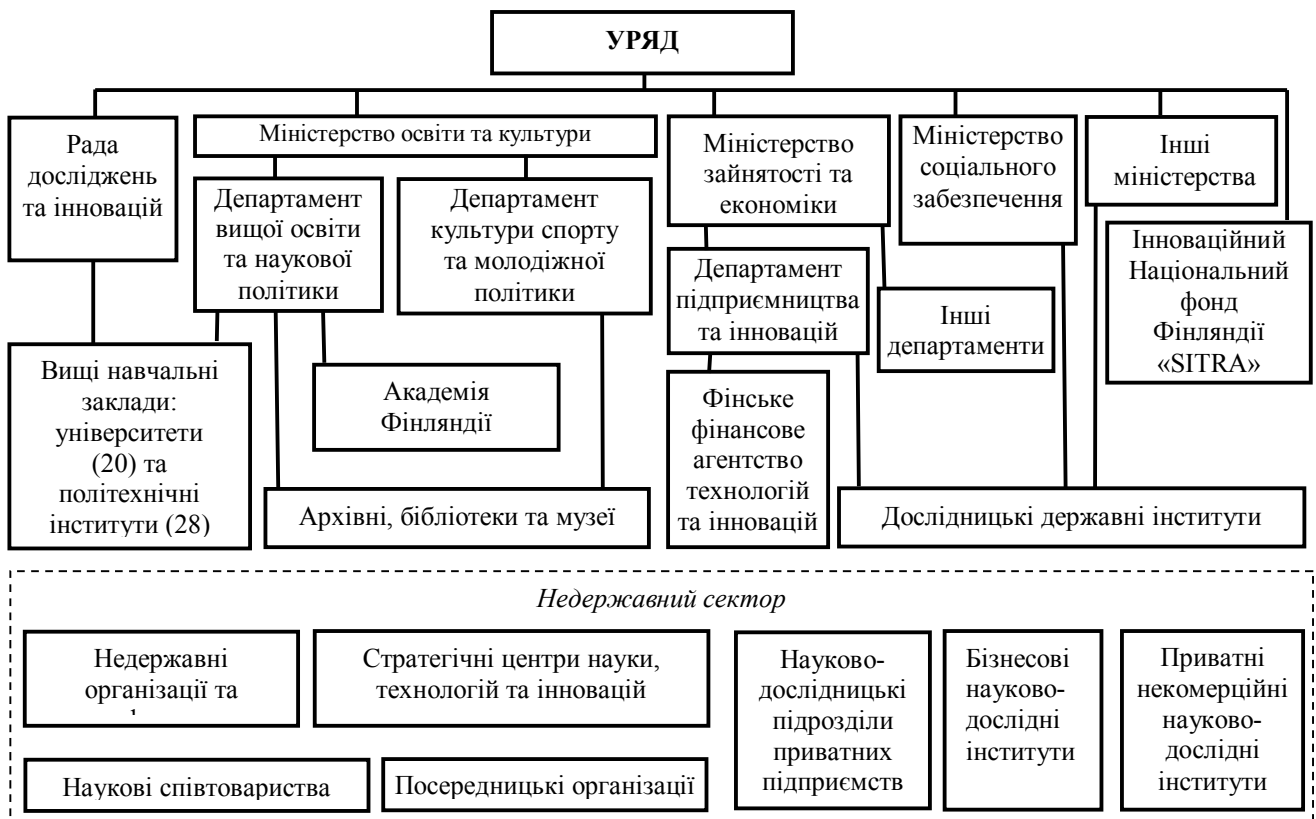 УРЯД
Рада
досліджень
та інновацій
Міністерство освіти та культури
Департамент
вищої освіти
та наукової
політики
Департамент
культури спорту
та молодіжної
політики
Міністерство
зайнятості та
економіки
Міністерство
соціального
забезпечення
Інші
міністерства
Департамент
підприємництва
та інновацій
Інші
департаменти
Інноваційний
Національний
фонд
Фінляндії
«SITRA»
Вищі навчальні
заклади:
університети
(20) та
політехнічні
інститути (28)
Академія
Фінляндії
Архівні, бібліотеки та музеї
Фінське
фінансове
агентство
технологій
та інновацій
Дослідницькі державні інститути
Недержавний сектор
Недержавні
організації та
Стратегічні центри науки,
технологій та інновацій
Науково-
дослідницькі
підрозділи
приватних
підприємств
Бізнесові
науково-
дослідні
інститути
Приватні
некомерційні
науково-
дослідні
інститути
Наукові співтовариства
Посередницькі організації